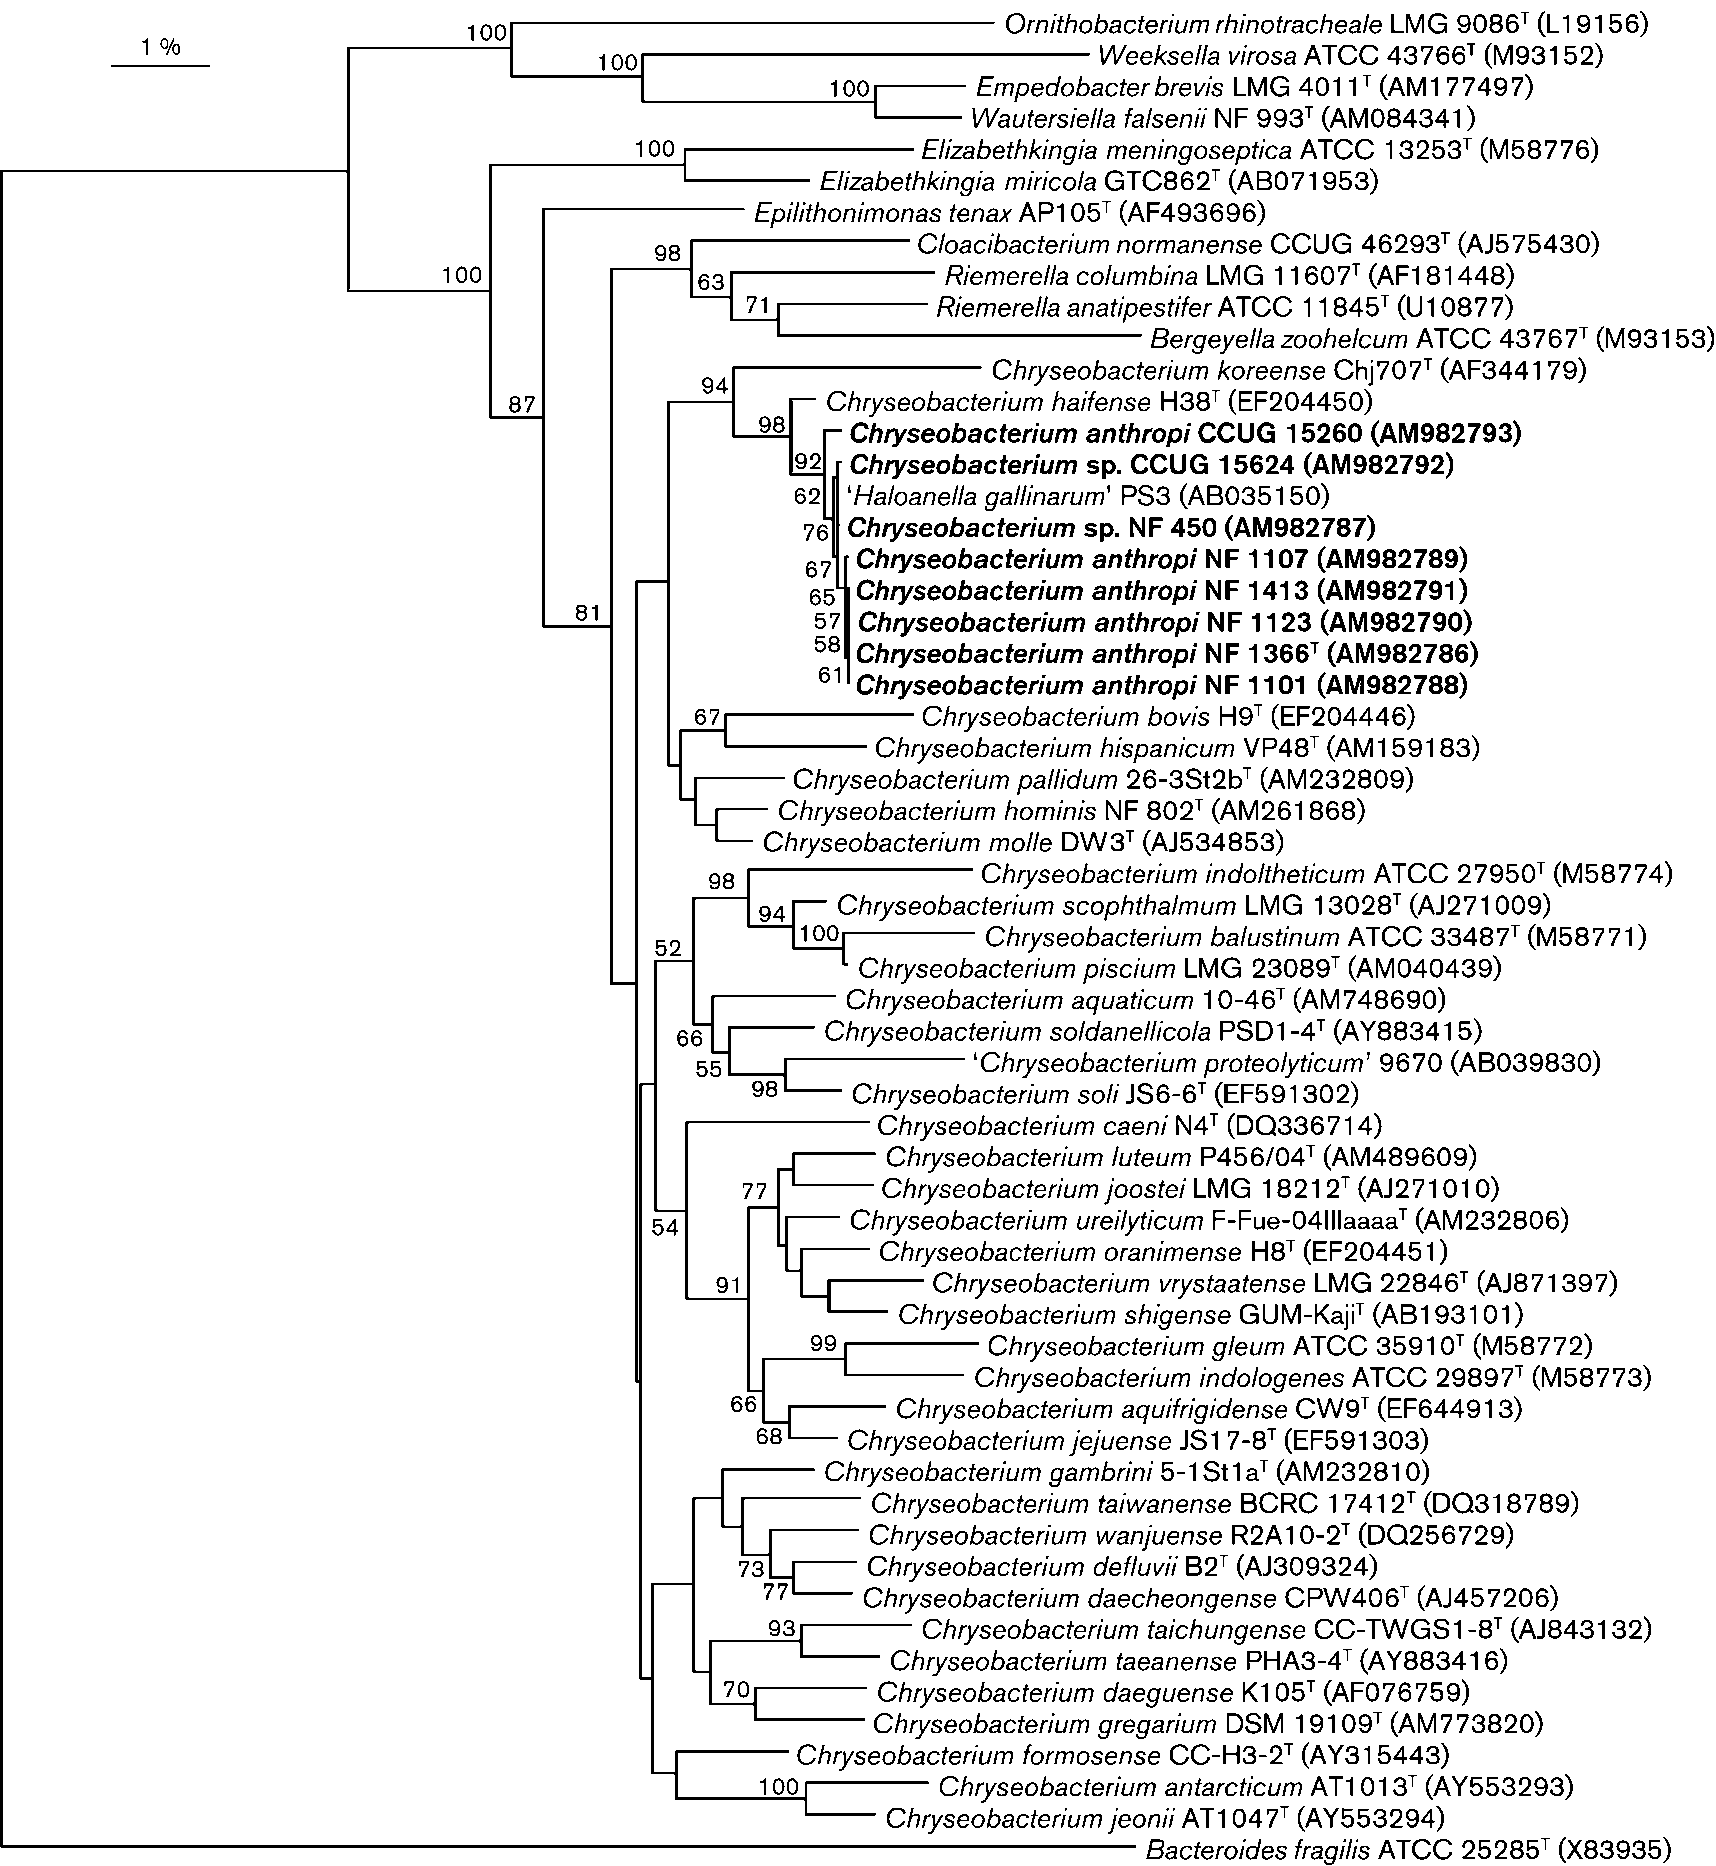 1 %
Ornithobacterium rhinotracheale LMG 9086ᵀ (L19156)
100
Weeksella virosa ATCC 43766ᵀ (M93152)
100
Empedobacter brevis LMG 4011ᵀ (AM177497)
100
Wautersiella falsenii NF 993ᵀ (AM084341)
Elizabethkingia meningoseptica ATCC 13253ᵀ (M58776)
100
Elizabethkingia miricola GTC862ᵀ (AB071953)
Epilithonimonas tenax AP105ᵀ (AF493696)
Cloacibacterium normanense CCUG 46293ᵀ (AJ575430)
98
Riemerella columbina LMG 11607ᵀ (AF181448)
100
63
Riemerella anatipestifer ATCC 11845ᵀ (U10877)
71
Bergeyella zoohelcum ATCC 43767ᵀ (M93153)
Chryseobacterium koreense Chj707ᵀ (AF344179)
94
Chryseobacterium haifense H38ᵀ (EF204450)
87
98
Chryseobacterium anthropi CCUG 15260 (AM982793)
92
Chryseobacterium sp. CCUG 15624 (AM982792)
62
'Haloanella gallinarum' PS3 (AB035150)
76
Chryseobacterium sp. NF 450 (AM982787)
Chryseobacterium anthropi NF 1107 (AM982789)
67
Chryseobacterium anthropi NF 1413 (AM982791)
65
81
57
Chryseobacterium anthropi NF 1123 (AM982790)
58
Chryseobacterium anthropi NF 1366ᵀ (AM982786)
61
Chryseobacterium anthropi NF 1101 (AM982788)
67
Chryseobacterium bovis H9ᵀ (EF204446)
Chryseobacterium hispanicum VP48ᵀ (AM159183)
Chryseobacterium pallidum 26-3St2bᵀ (AM232809)
Chryseobacterium hominis NF 802ᵀ (AM261868)
Chryseobacterium molle DW3ᵀ (AJ534853)
Chryseobacterium indoltheticum ATCC 27950ᵀ (M58774)
98
Chryseobacterium scophthalmum LMG 13028ᵀ (AJ271009)
94
100
Chryseobacterium balustinum ATCC 33487ᵀ (M58771)
52
Chryseobacterium piscium LMG 23089ᵀ (AM040439)
Chryseobacterium aquaticum 10-46ᵀ (AM748690)
Chryseobacterium soldanellicola PSD1-4ᵀ (AY883415)
66
'Chryseobacterium proteolyticum' 9670 (AB039830)
55
98
Chryseobacterium soli JS6-6ᵀ (EF591302)
Chryseobacterium caeni N4ᵀ (DQ336714)
Chryseobacterium luteum P456/04ᵀ (AM489609)
77
Chryseobacterium joostei LMG 18212ᵀ (AJ271010)
Chryseobacterium ureilyticum F-Fue-04IIIaaaaᵀ (AM232806)
54
Chryseobacterium oranimense H8ᵀ (EF204451)
91
Chryseobacterium vrystaatense LMG 22846ᵀ (AJ871397)
Chryseobacterium shigense GUM-Kajiᵀ (AB193101)
99
Chryseobacterium gleum ATCC 35910ᵀ (M58772)
Chryseobacterium indologenes ATCC 29897ᵀ (M58773)
66
Chryseobacterium aquifrigidense CW9ᵀ (EF644913)
68
Chryseobacterium jejuense JS17-8ᵀ (EF591303)
Chryseobacterium gambrini 5-1St1aᵀ (AM232810)
Chryseobacterium taiwanense BCRC 17412ᵀ (DQ318789)
Chryseobacterium wanjuense R2A10-2ᵀ (DQ256729)
73
Chryseobacterium defluvii B2ᵀ (AJ309324)
77
Chryseobacterium daecheongense CPW406ᵀ (AJ457206)
93
Chryseobacterium taichungense CC-TWGS1-8ᵀ (AJ843132)
Chryseobacterium taeanense PHA3-4ᵀ (AY883416)
70
Chryseobacterium daeguense K105ᵀ (AF076759)
Chryseobacterium gregarium DSM 19109ᵀ (AM773820)
Chryseobacterium formosense CC-H3-2ᵀ (AY315443)
100
Chryseobacterium antarcticum AT1013ᵀ (AY553293)
Chryseobacterium jeonii AT1047ᵀ (AY553294)
Bacteroides fragilis ATCC 25285ᵀ (X83935)